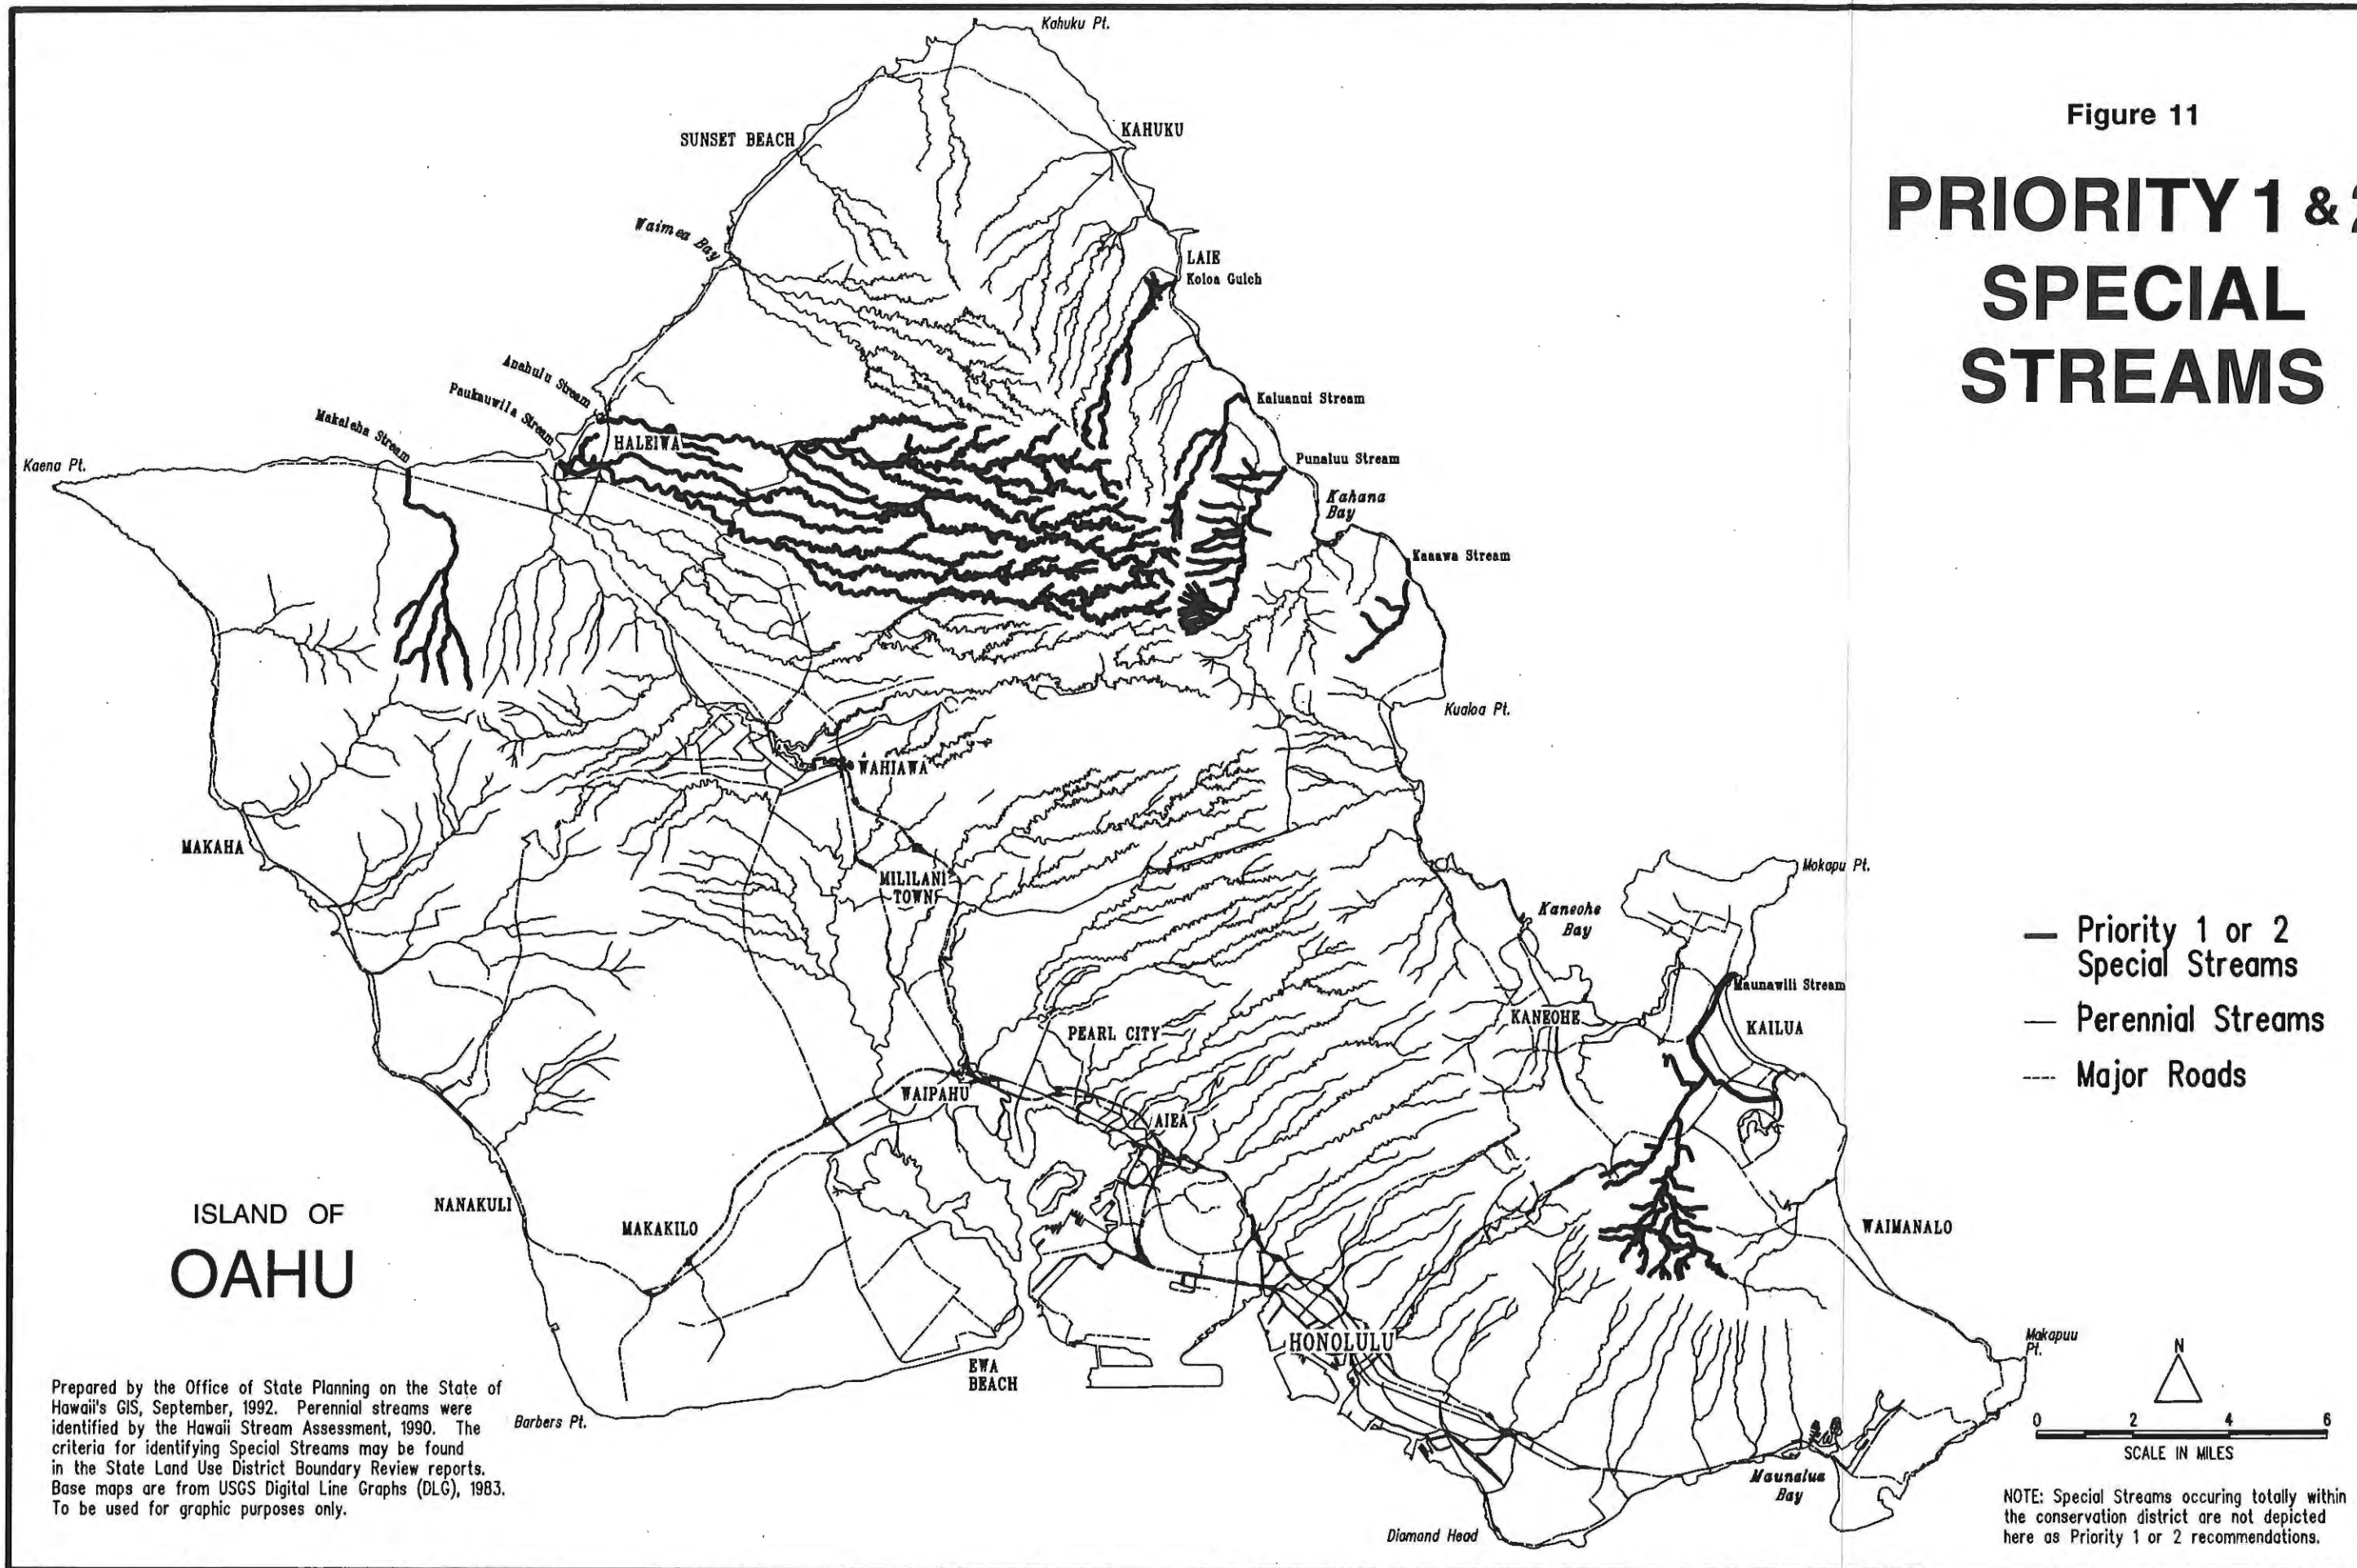 Figure 11
PRIORITY 1 &
SPECIAL
STREAMS
Kahuku Pt.
SUNSET BEACH
KAHUKU
Waimea Bay
LAIE
Koloa Gulch
Anahulu Stream
Paukauwila Stream
Makaleha Stream
HALEIWA
Kaluanui Stream
Kaena Pt.
Punaluu Stream
Kahana
Bay
Kaaawa Stream
Kualoa Pt.
WAHIAWA
MAKAHA
MILILANI
TOWN
Mokapu Pt.
Kaneohe
Bay
Priority 1 or 2
Special Streams
Perennial Streams
Major Roads
Maunawili Stream
KANEOHE
KAILUA
PEARL CITY
WAIPAHU
AIEA
NANAKULI
MAKAKILO
WAIMANALO
ISLAND OF
OAHU
HONOLULU
EWA
BEACH
Makapuu
Pt.
N
0 2 4 6
SCALE IN MILES
Barbers Pt.
Maunalua
Bay
Diamond Head
Prepared by the Office of State Planning on the State of
Hawaii's GIS, September, 1992. Perennial streams were
identified by the Hawaii Stream Assessment, 1990. The
criteria for identifying Special Streams may be found
in the State Land Use District Boundary Review reports.
Base maps are from USGS Digital Line Graphs (DLG), 1983.
To be used for graphic purposes only.
NOTE: Special Streams occuring totally within
the conservation district are not depicted
here as Priority 1 or 2 recommendations.